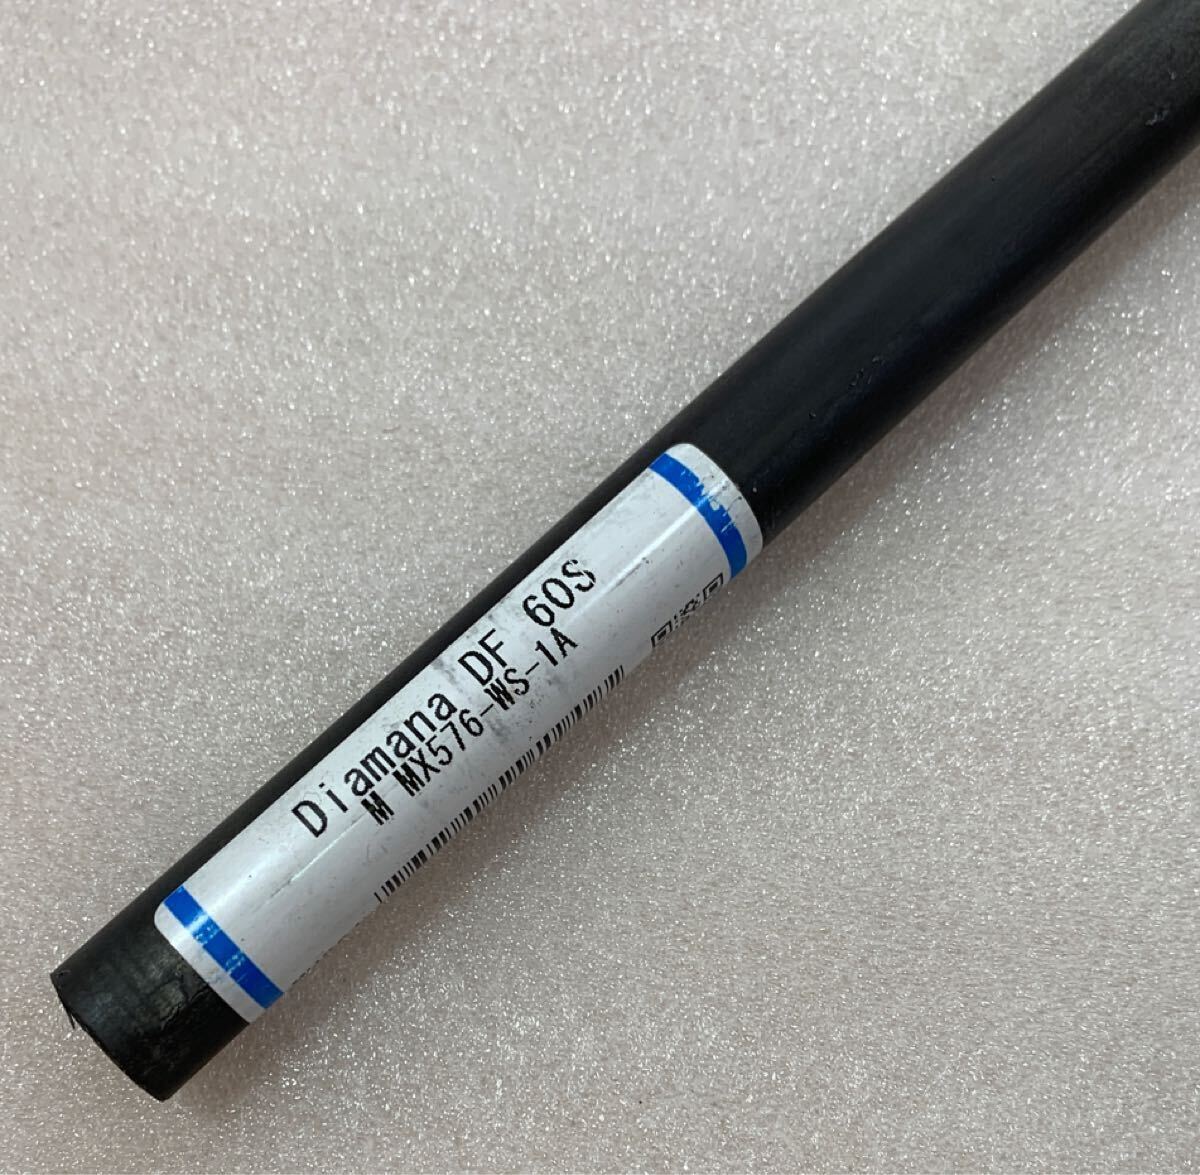 Diamana DF 60S
M MX576-WS-1A